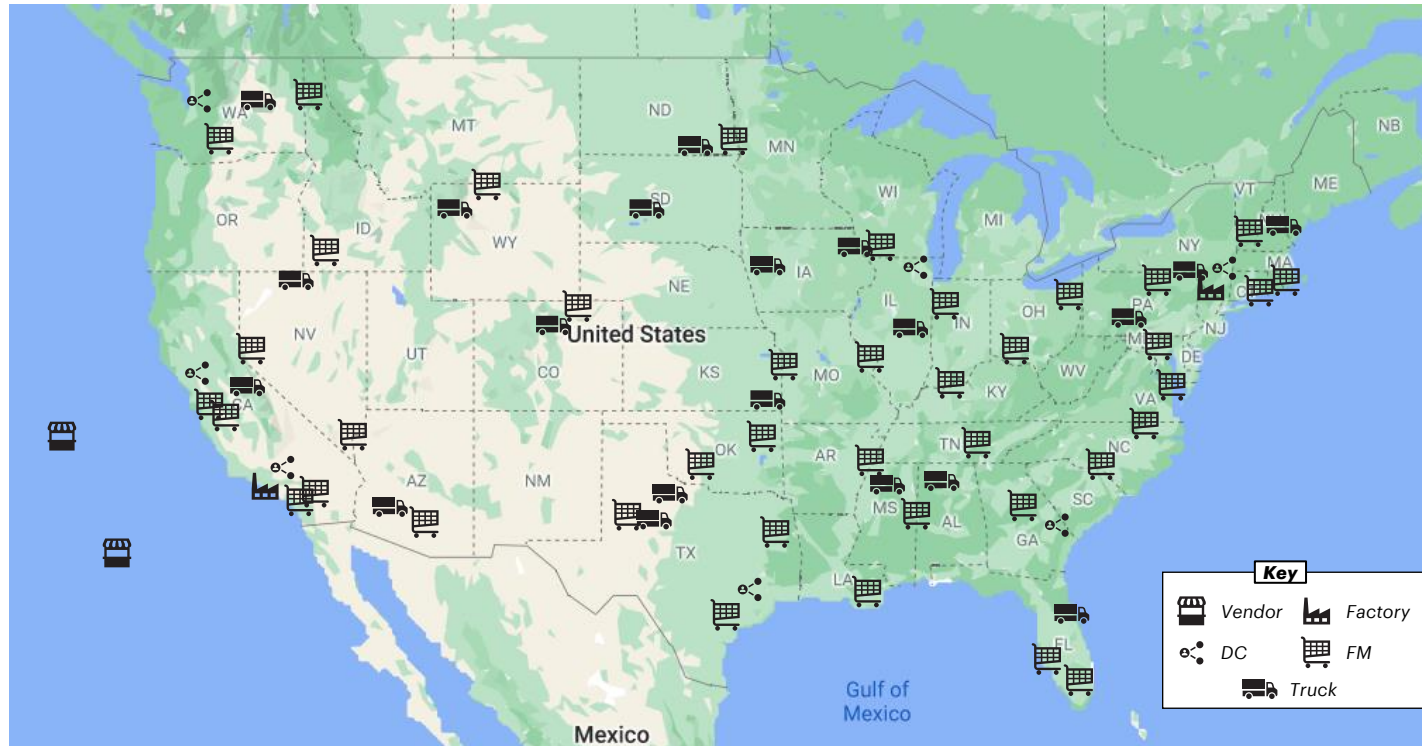 WA
MT
ND
MN
NB
OR
ID
WY
SD
WI
MI
VT
ME
NY
MA
NE
IA
NV
UT
CO
United States
KS
MO
IL
IN
OH
PA
NJ
DE
WV
VA
KY
CA
AZ
NM
OK
AR
TN
NC
SC
MS
AL
GA
TX
LA
FL
Gulf of
Mexico
Mexico
Key
Vendor
Factory
DC
FM
Truck